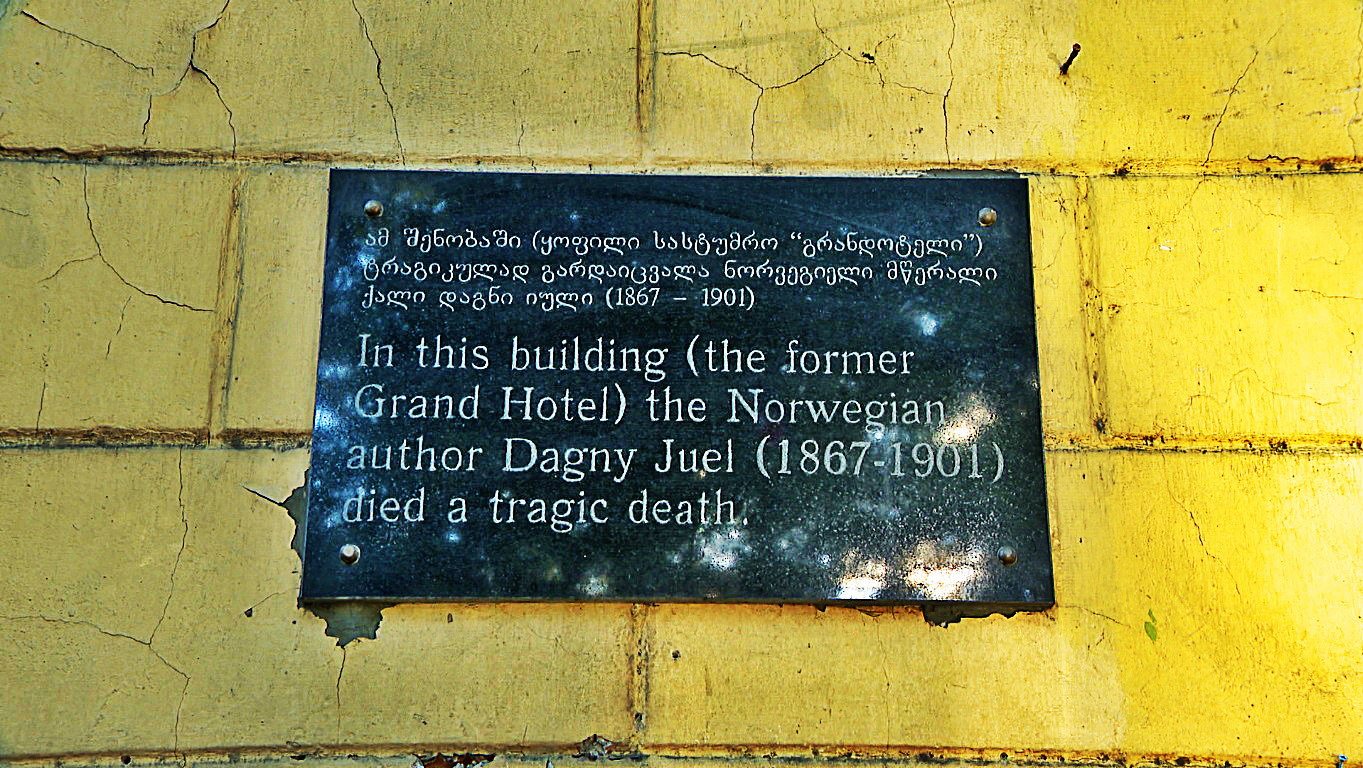 ამ შენობაში (ყოფილი სასტუმრო “გრანდოტელი”)
ტრაგიკულად გარდაიცვალა ნორვეგიელი მწერალი
ქალი დაგნი იული (1867 – 1901)
In this building (the former
Grand Hotel) the Norwegian
author Dagny Juel (1867-1901)
died a tragic death.